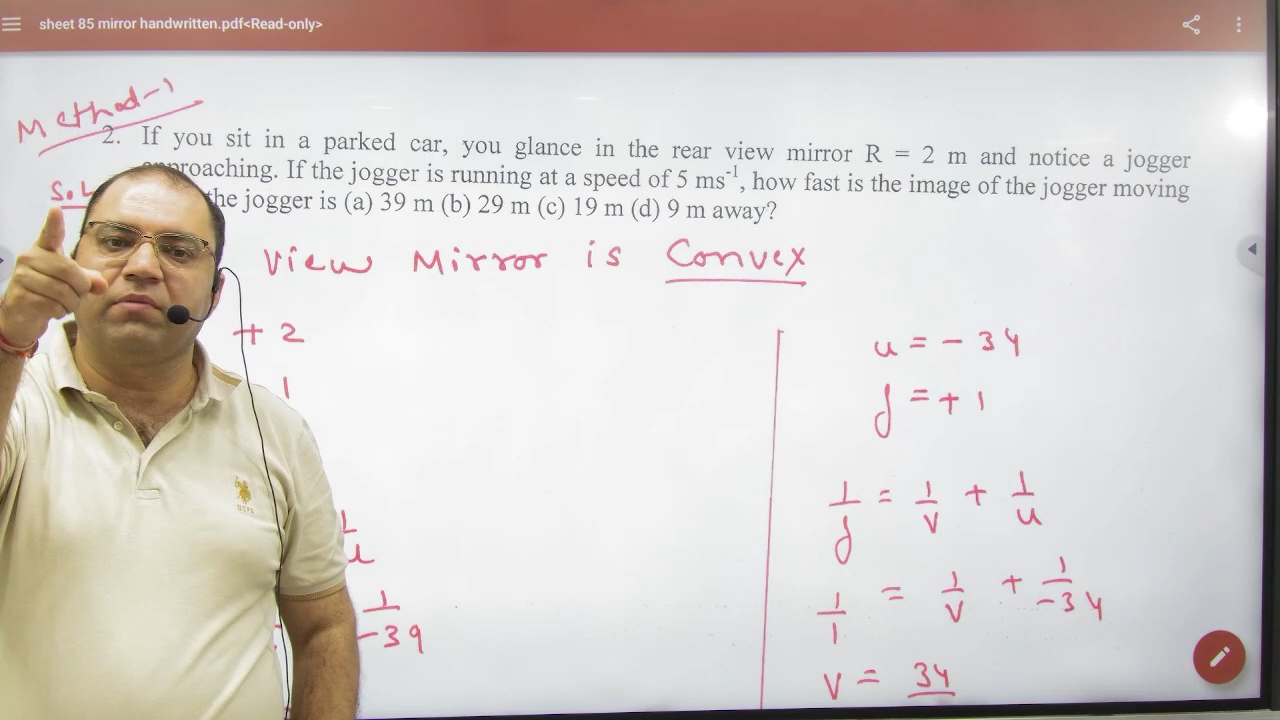 sheet 85 mirror handwritten.pdf<Read-only>
Method-1
2. If you sit in a parked car, you glance in the rear view mirror R = 2 m and notice a jogger
approaching. If the jogger is running at a speed of 5 ms-1, how fast is the image of the jogger moving
the jogger is (a) 39 m (b) 29 m (c) 19 m (d) 9 m away?
Sol
View Mirror is Convex
+ 2
1
1/u
1/-39
u = - 34
f = + 1
1/f = 1/v + 1/u
1/1 = 1/v + 1/-34
v = 34